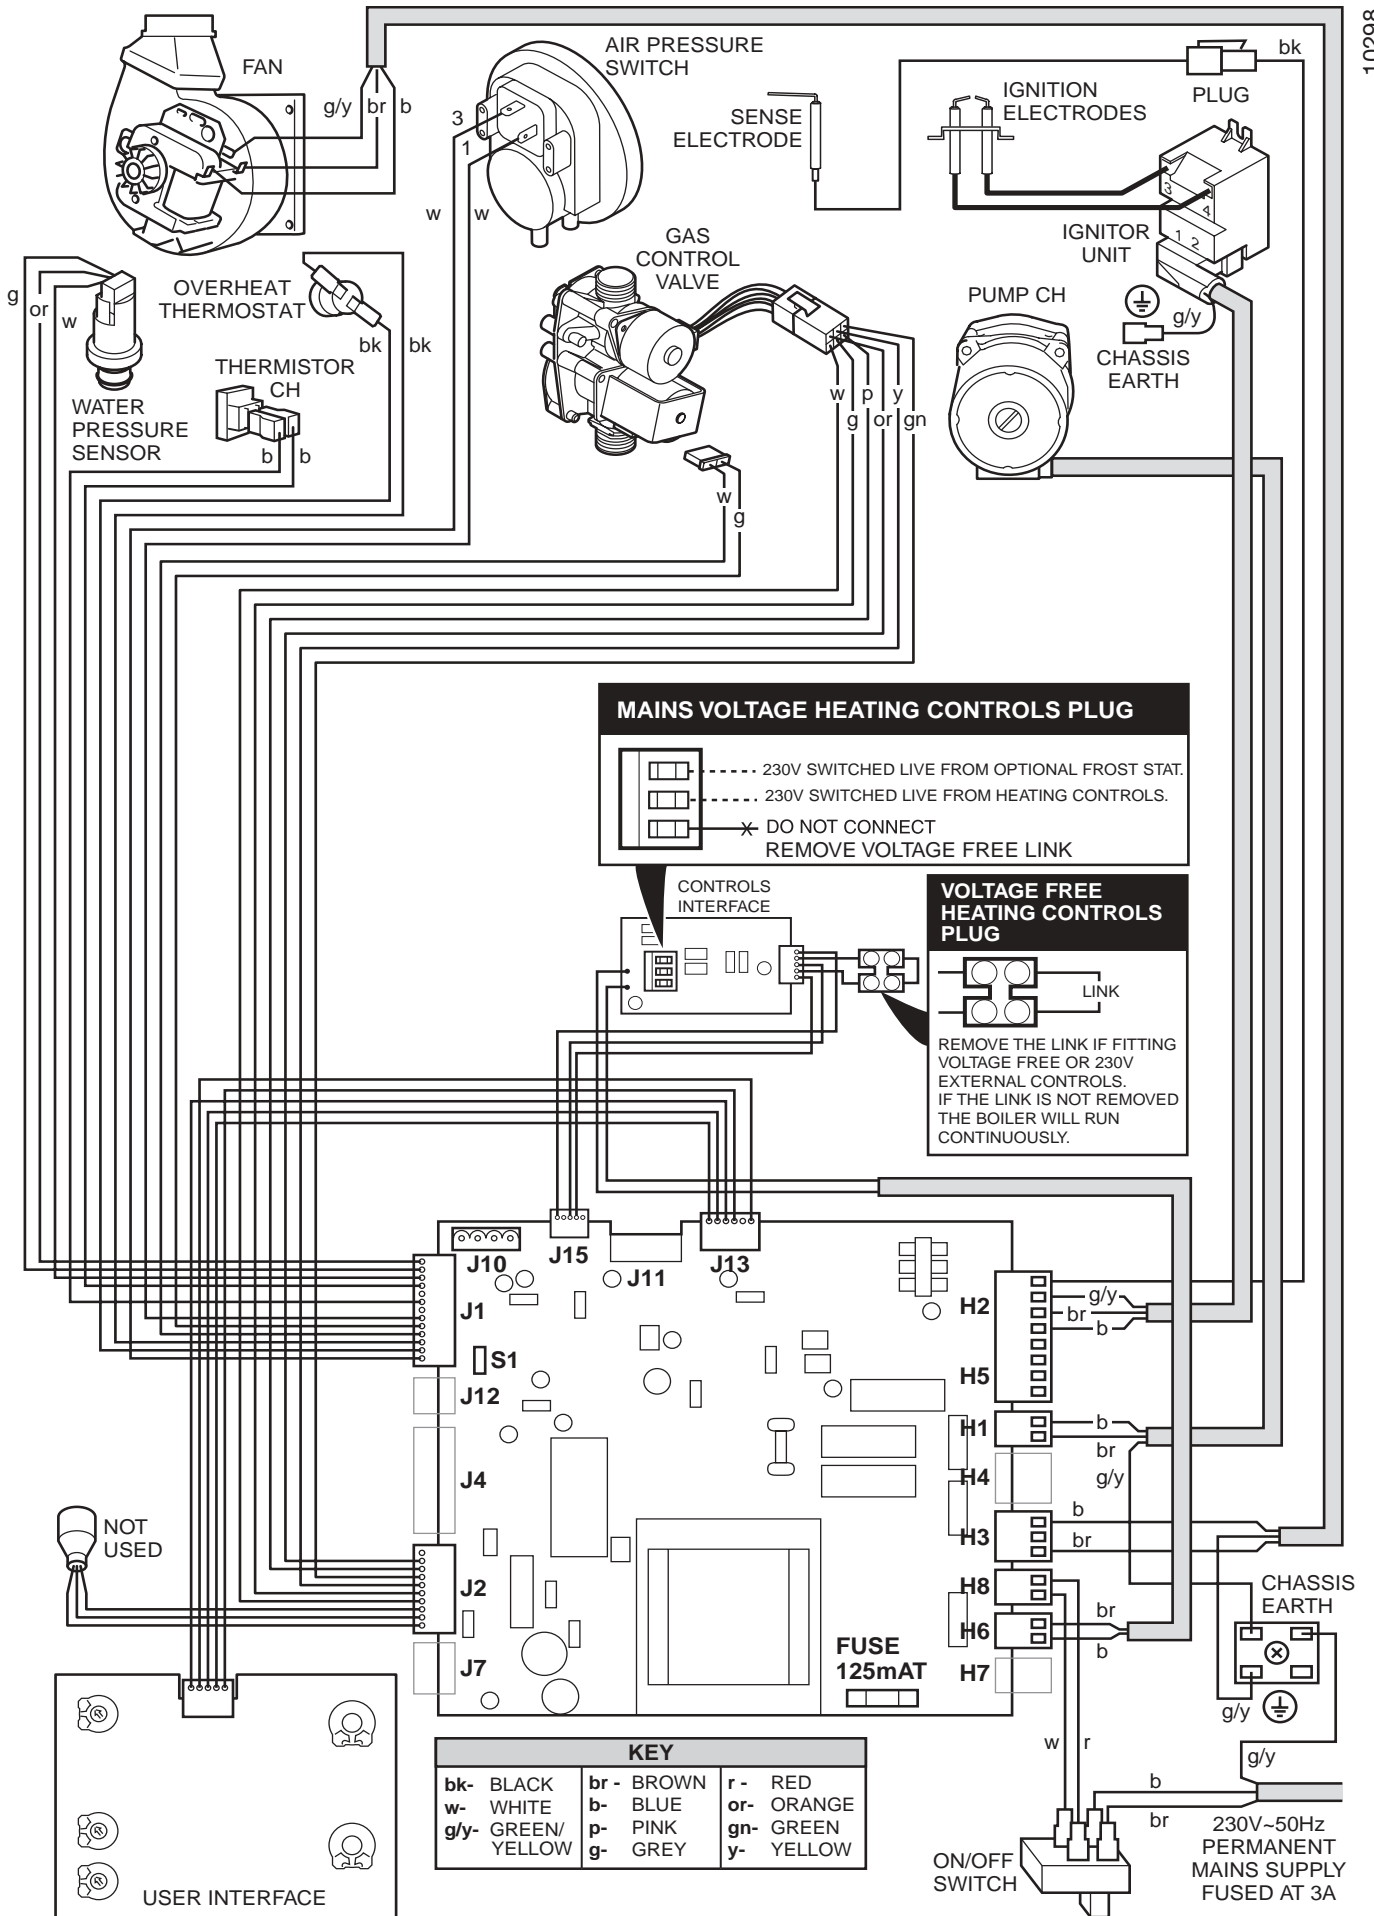 10298
FAN
g/y br b
AIR PRESSURE
SWITCH
3
1
w w
SENSE
ELECTRODE
IGNITION
ELECTRODES
PLUG
bk
3
4
1 2
IGNITOR
UNIT
g/y
CHASSIS
EARTH
PUMP CH
GAS
CONTROL
VALVE
w
g
p
or
y
gn
w
g
g
or
w
WATER
PRESSURE
SENSOR
OVERHEAT
THERMOSTAT
bk bk
THERMISTOR
CH
b b
MAINS VOLTAGE HEATING CONTROLS PLUG
230V SWITCHED LIVE FROM OPTIONAL FROST STAT.
230V SWITCHED LIVE FROM HEATING CONTROLS.
X DO NOT CONNECT
REMOVE VOLTAGE FREE LINK
CONTROLS
INTERFACE
VOLTAGE FREE
HEATING CONTROLS
PLUG
LINK
REMOVE THE LINK IF FITTING
VOLTAGE FREE OR 230V
EXTERNAL CONTROLS.
IF THE LINK IS NOT REMOVED
THE BOILER WILL RUN
CONTINUOUSLY.
J10
J15
J11
J13
J1
S1
J12
J4
J2
J7
H2
H5
H1
H4
H3
H8
H6
H7
g/y
br
b
b
br
g/y
b
br
br
b
FUSE
125mAT
NOT
USED
CHASSIS
EARTH
g/y
g/y
w r
b
br
230V~50Hz
PERMANENT
MAINS SUPPLY
FUSED AT 3A
ON/OFF
SWITCH
USER INTERFACE
KEY
bk- BLACK
w- WHITE
g/y- GREEN/
YELLOW
br - BROWN
b- BLUE
p- PINK
g- GREY
r - RED
or- ORANGE
gn- GREEN
y- YELLOW